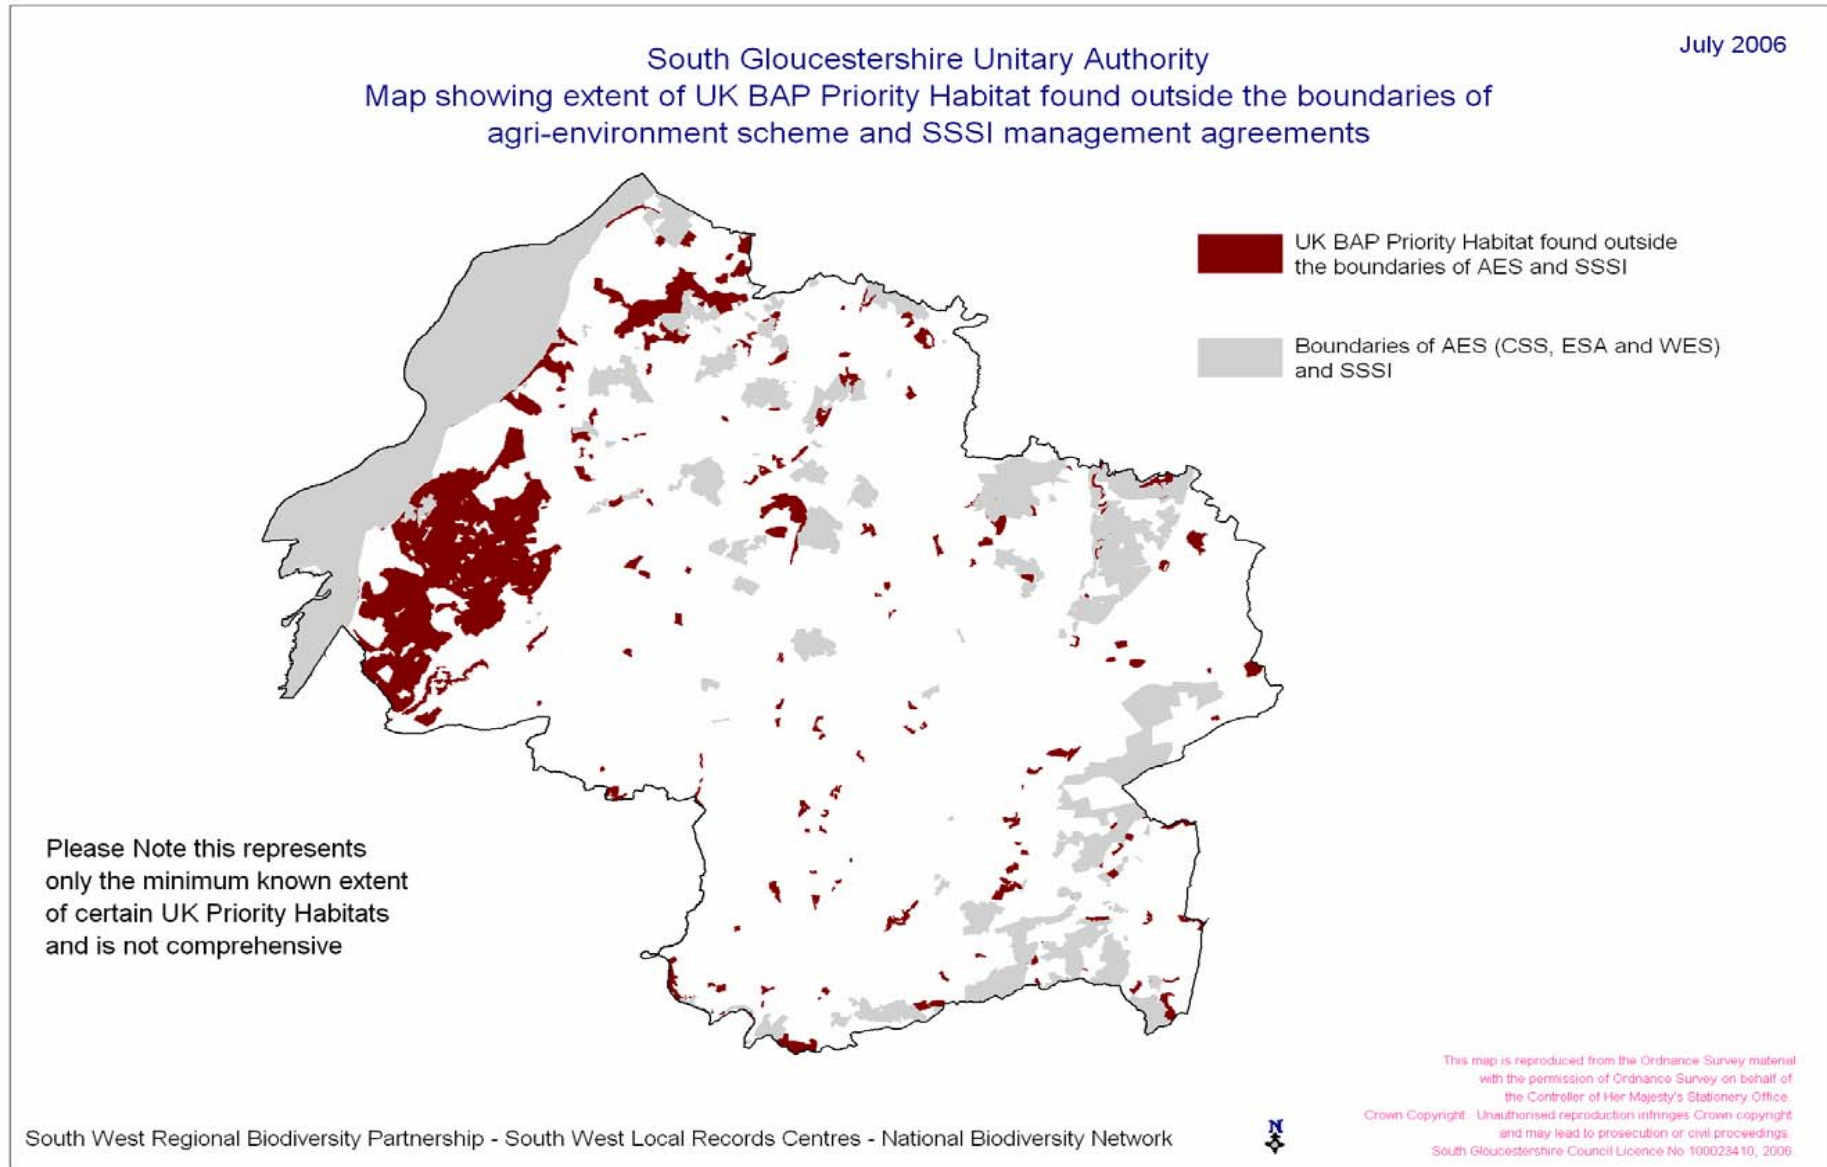 July 2006
South Gloucestershire Unitary Authority
Map showing extent of UK BAP Priority Habitat found outside the boundaries of
agri-environment scheme and SSSI management agreements
UK BAP Priority Habitat found outside
the boundaries of AES and SSSI
Boundaries of AES (CSS, ESA and WES)
and SSSI
Please Note this represents
only the minimum known extent
of certain UK Priority Habitats
and is not comprehensive
This map is reproduced from the Ordnance Survey material
with the permission of Ordnance Survey on behalf of
the Controller of Her Majesty's Stationery Office.
Crown Copyright. Unauthorised reproduction infringes Crown copyright
and may lead to prosecution or civil proceedings.
South Gloucestershire Council Licence No 100023410, 2006.
South West Regional Biodiversity Partnership - South West Local Records Centres - National Biodiversity Network
N